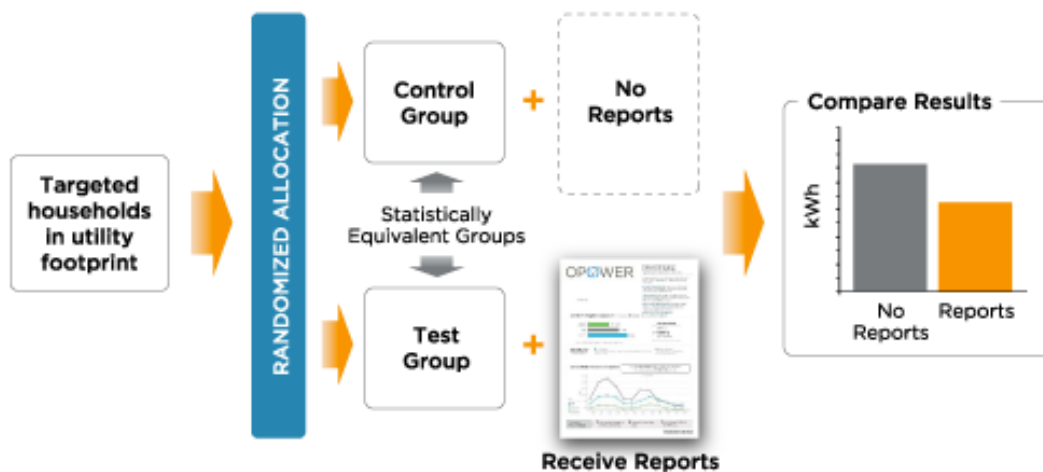 Targeted
households
in utility
footprint
RANDOMIZED ALLOCATION
Control
Group
+
No
Reports
Statistically
Equivalent Groups
Test
Group
+
OPOWER
Receive Reports
Compare Results
kWh
No
Reports
Reports